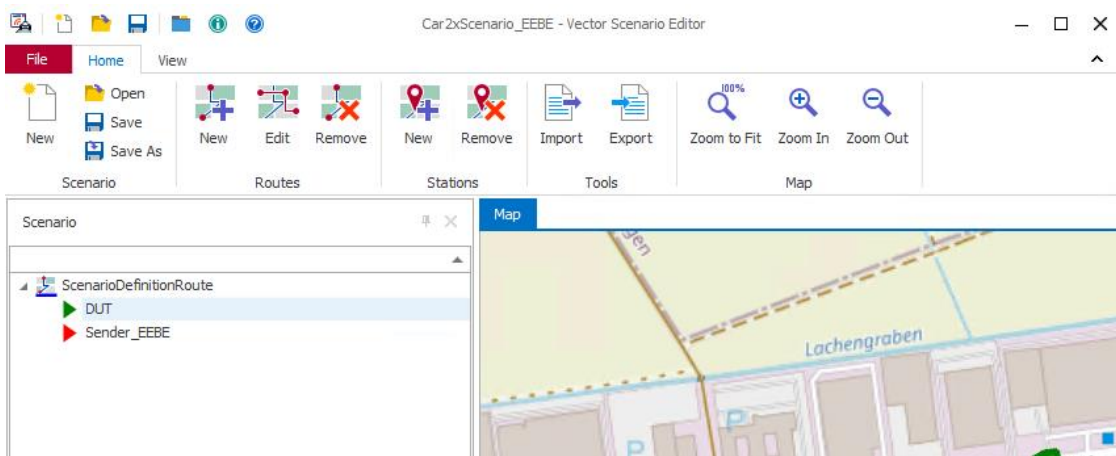 Car2xScenario_EEBE - Vector Scenario Editor
File Home View
New
Open
Save
Save As
New Edit Remove
New Remove
Import Export
100%
Zoom to Fit Zoom In Zoom Out
Scenario Routes Stations Tools Map
Scenario
Map
ScenarioDefinitionRoute
DUT
Sender_EEBE
gen
Lachengraben
P
P